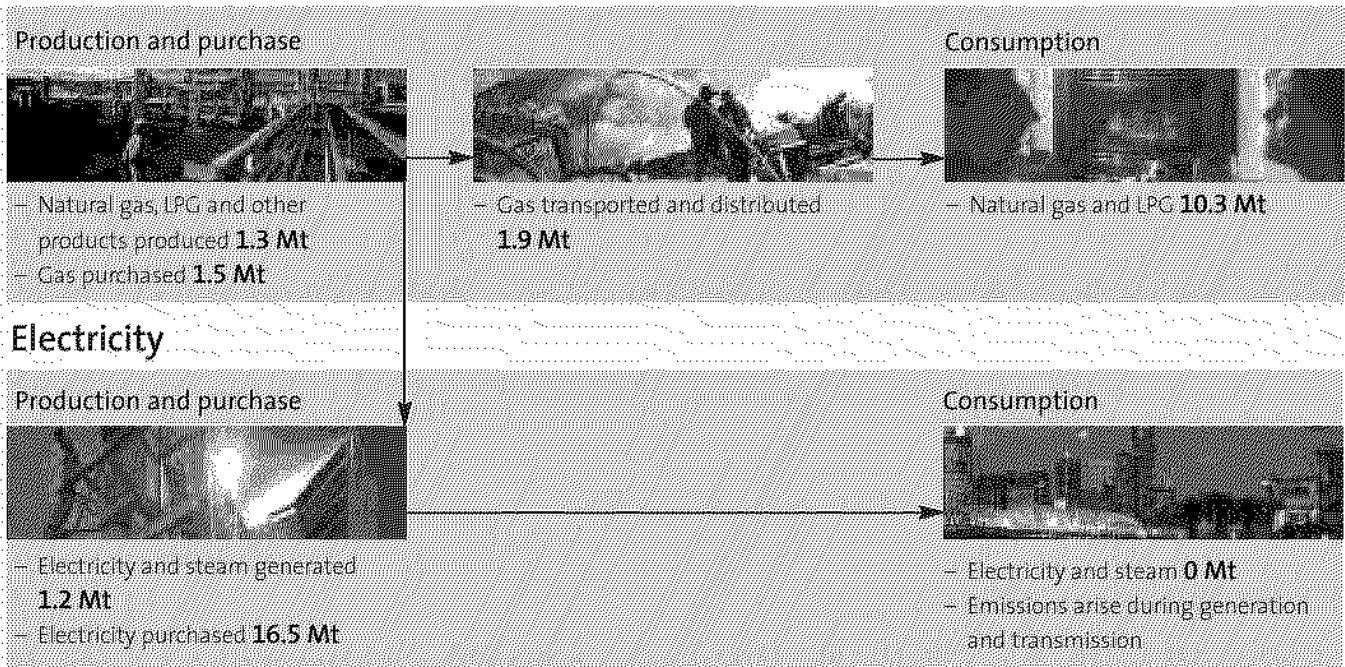 Production and purchase
Consumption
– Natural gas, LPG and other
products produced 1.3 Mt
– Gas purchased 1.5 Mt
– Gas transported and distributed
1.9 Mt
– Natural gas and LPG 10.3 Mt
Electricity
Production and purchase
Consumption
– Electricity and steam generated
1.2 Mt
– Electricity purchased 16.5 Mt
– Electricity and steam 0 Mt
– Emissions arise during generation
and transmission